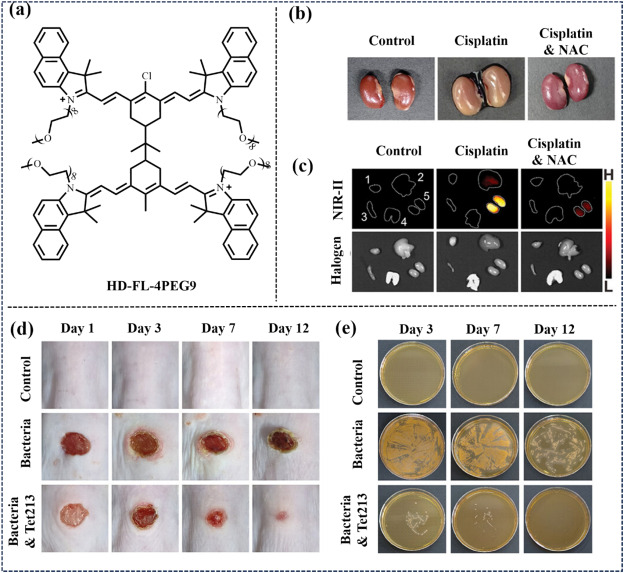 (a)
Cl
N
+
N
8
8
O
O
8
O
O
8
N
N
+
HD-FL-4PEG9
(b)
Control
Cisplatin
Cisplatin
& NAC
(c)
Control
Cisplatin
Cisplatin
& NAC
NIR-II
1
2
3
4
5
H
L
Halogen
(d)
Day 1
Day 3
Day 7
Day 12
Control
Bacteria
Bacteria
& Tet213
(e)
Day 3
Day 7
Day 12
Control
Bacteria
Bacteria
& Tet213